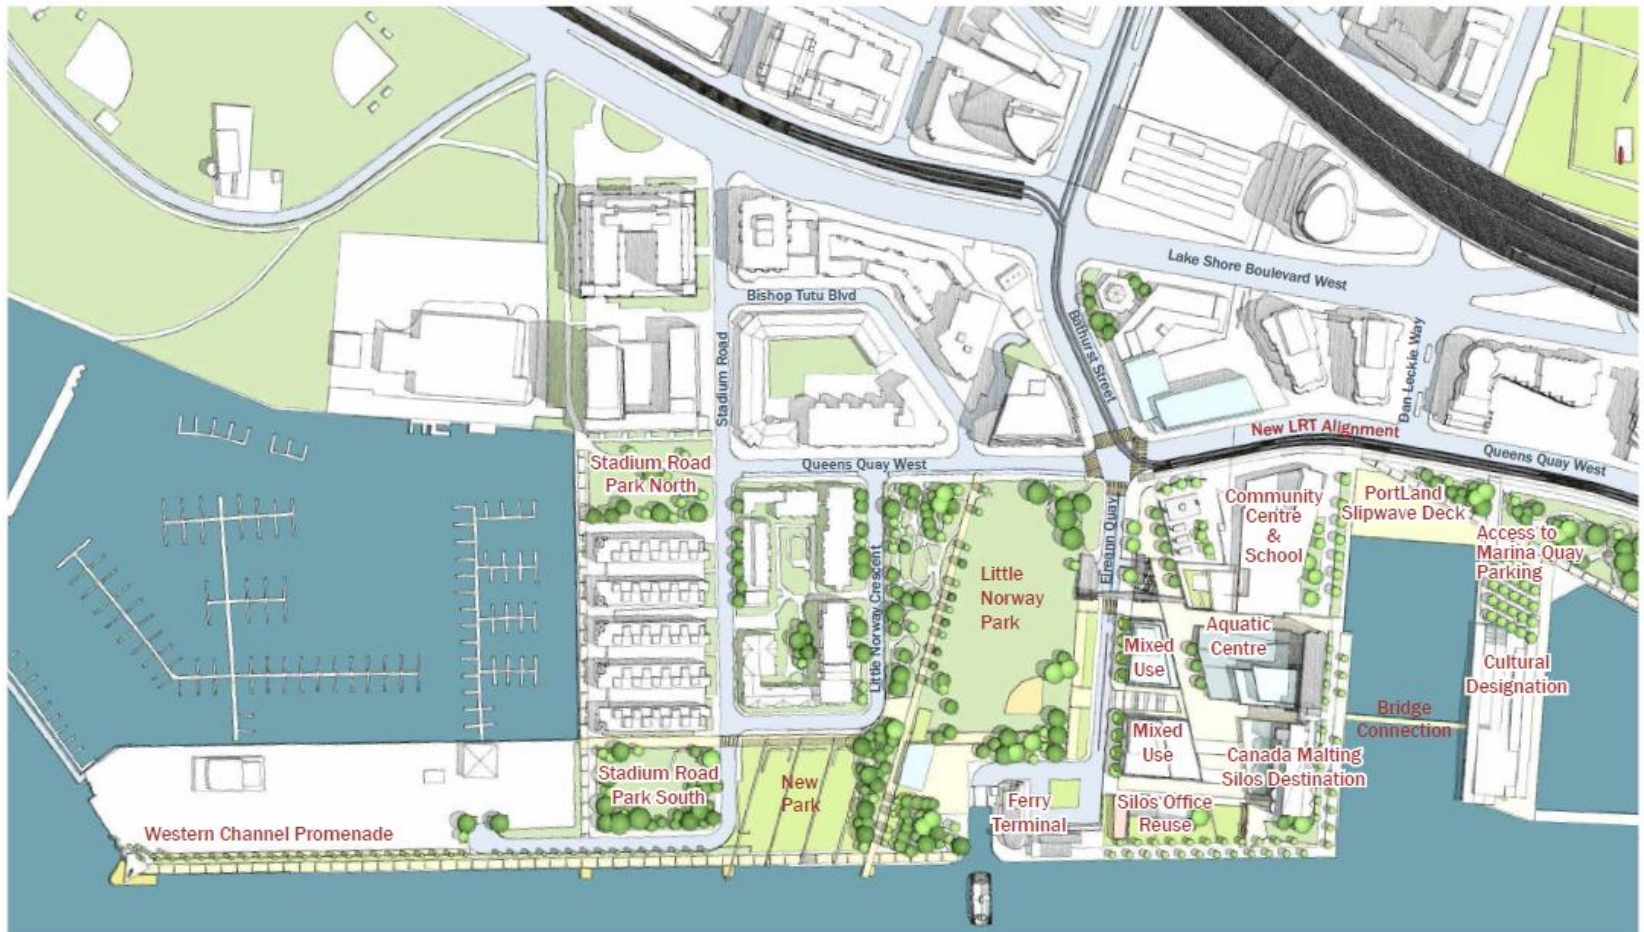 Lake Shore Boulevard West
Bishop Tutu Blvd
Stadium Road
Bathurst Street
Dan Leckie Way
New LRT Alignment
Queens Quay West
Queens Quay West
Stadium Road
Park North
Little Norway Crescent
Little
Norway
Park
Eireann Quay
Community
Centre
&
School
PortLand
Slipwave Deck
Access to
Marina Quay
Parking
Aquatic
Centre
Mixed
Use
Cultural
Designation
Bridge
Connection
Mixed
Use
Canada Malting
Silos Destination
Stadium Road
Park South
New
Park
Ferry
Terminal
Silos Office
Reuse
Western Channel Promenade